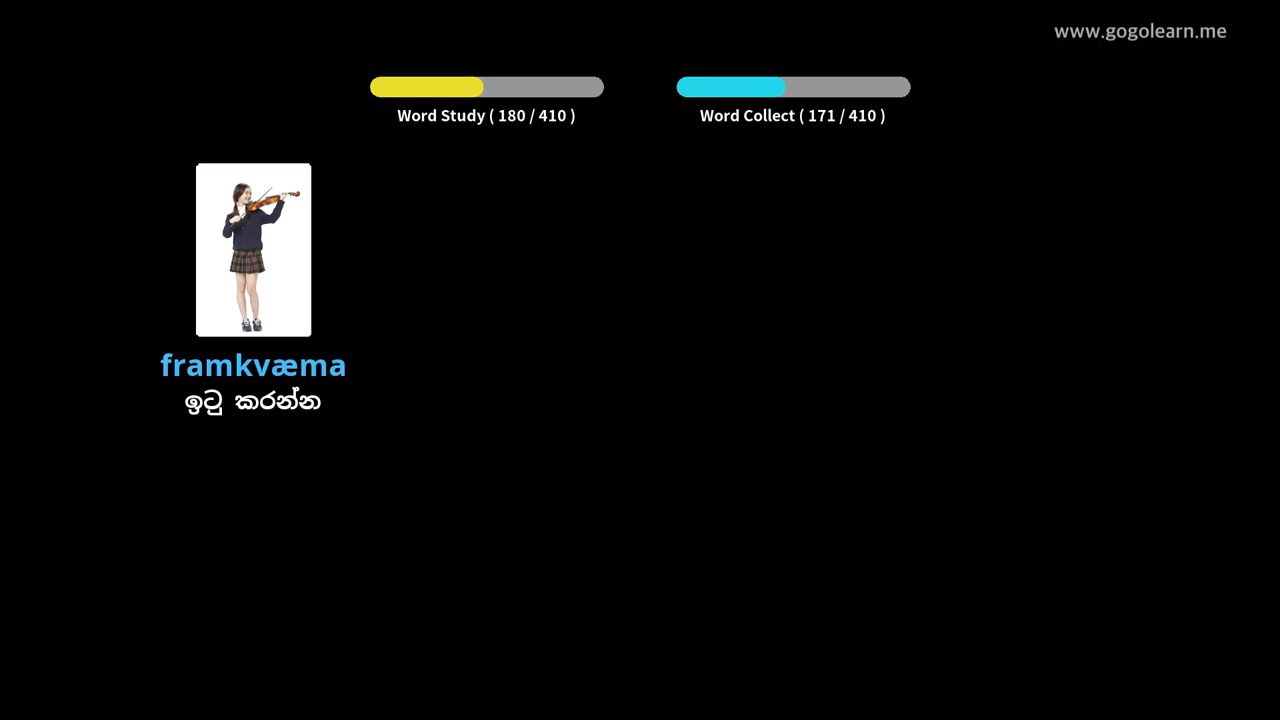 www.gogolearn.me
Word Study ( 180 / 410 )
Word Collect ( 171 / 410 )
framkvæma
ඉටු කරන්න